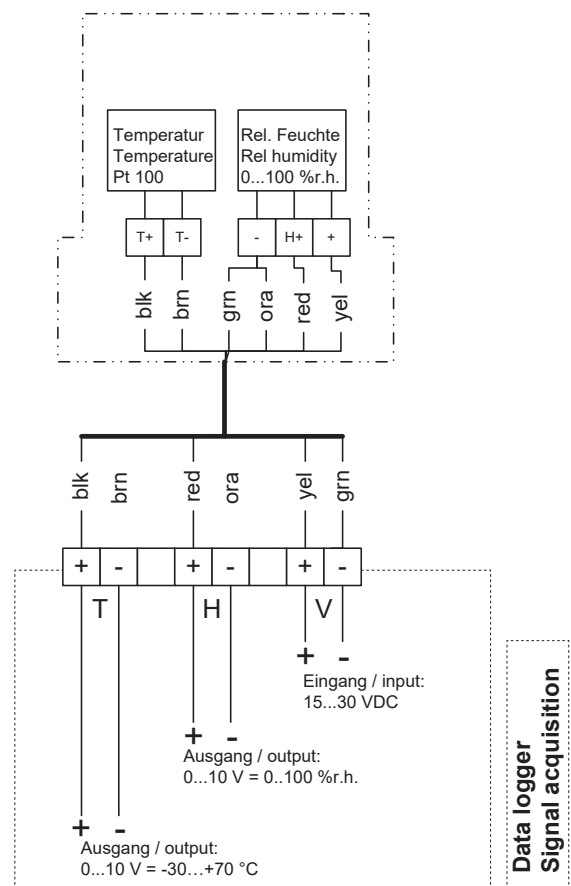 Temperatur
Temperature
Pt 100
Rel. Feuchte
Rel humidity
0...100 %r.h.
T+ T- - H+ +
blk brn grn ora red yel
blk brn red ora yel grn
+ - + - + -
T H V
+ -
Eingang / input:
15...30 VDC
+ -
Ausgang / output:
0...10 V = 0..100 %r.h.
+ -
Ausgang / output:
0...10 V = -30…+70 °C
Data logger
Signal acquisition